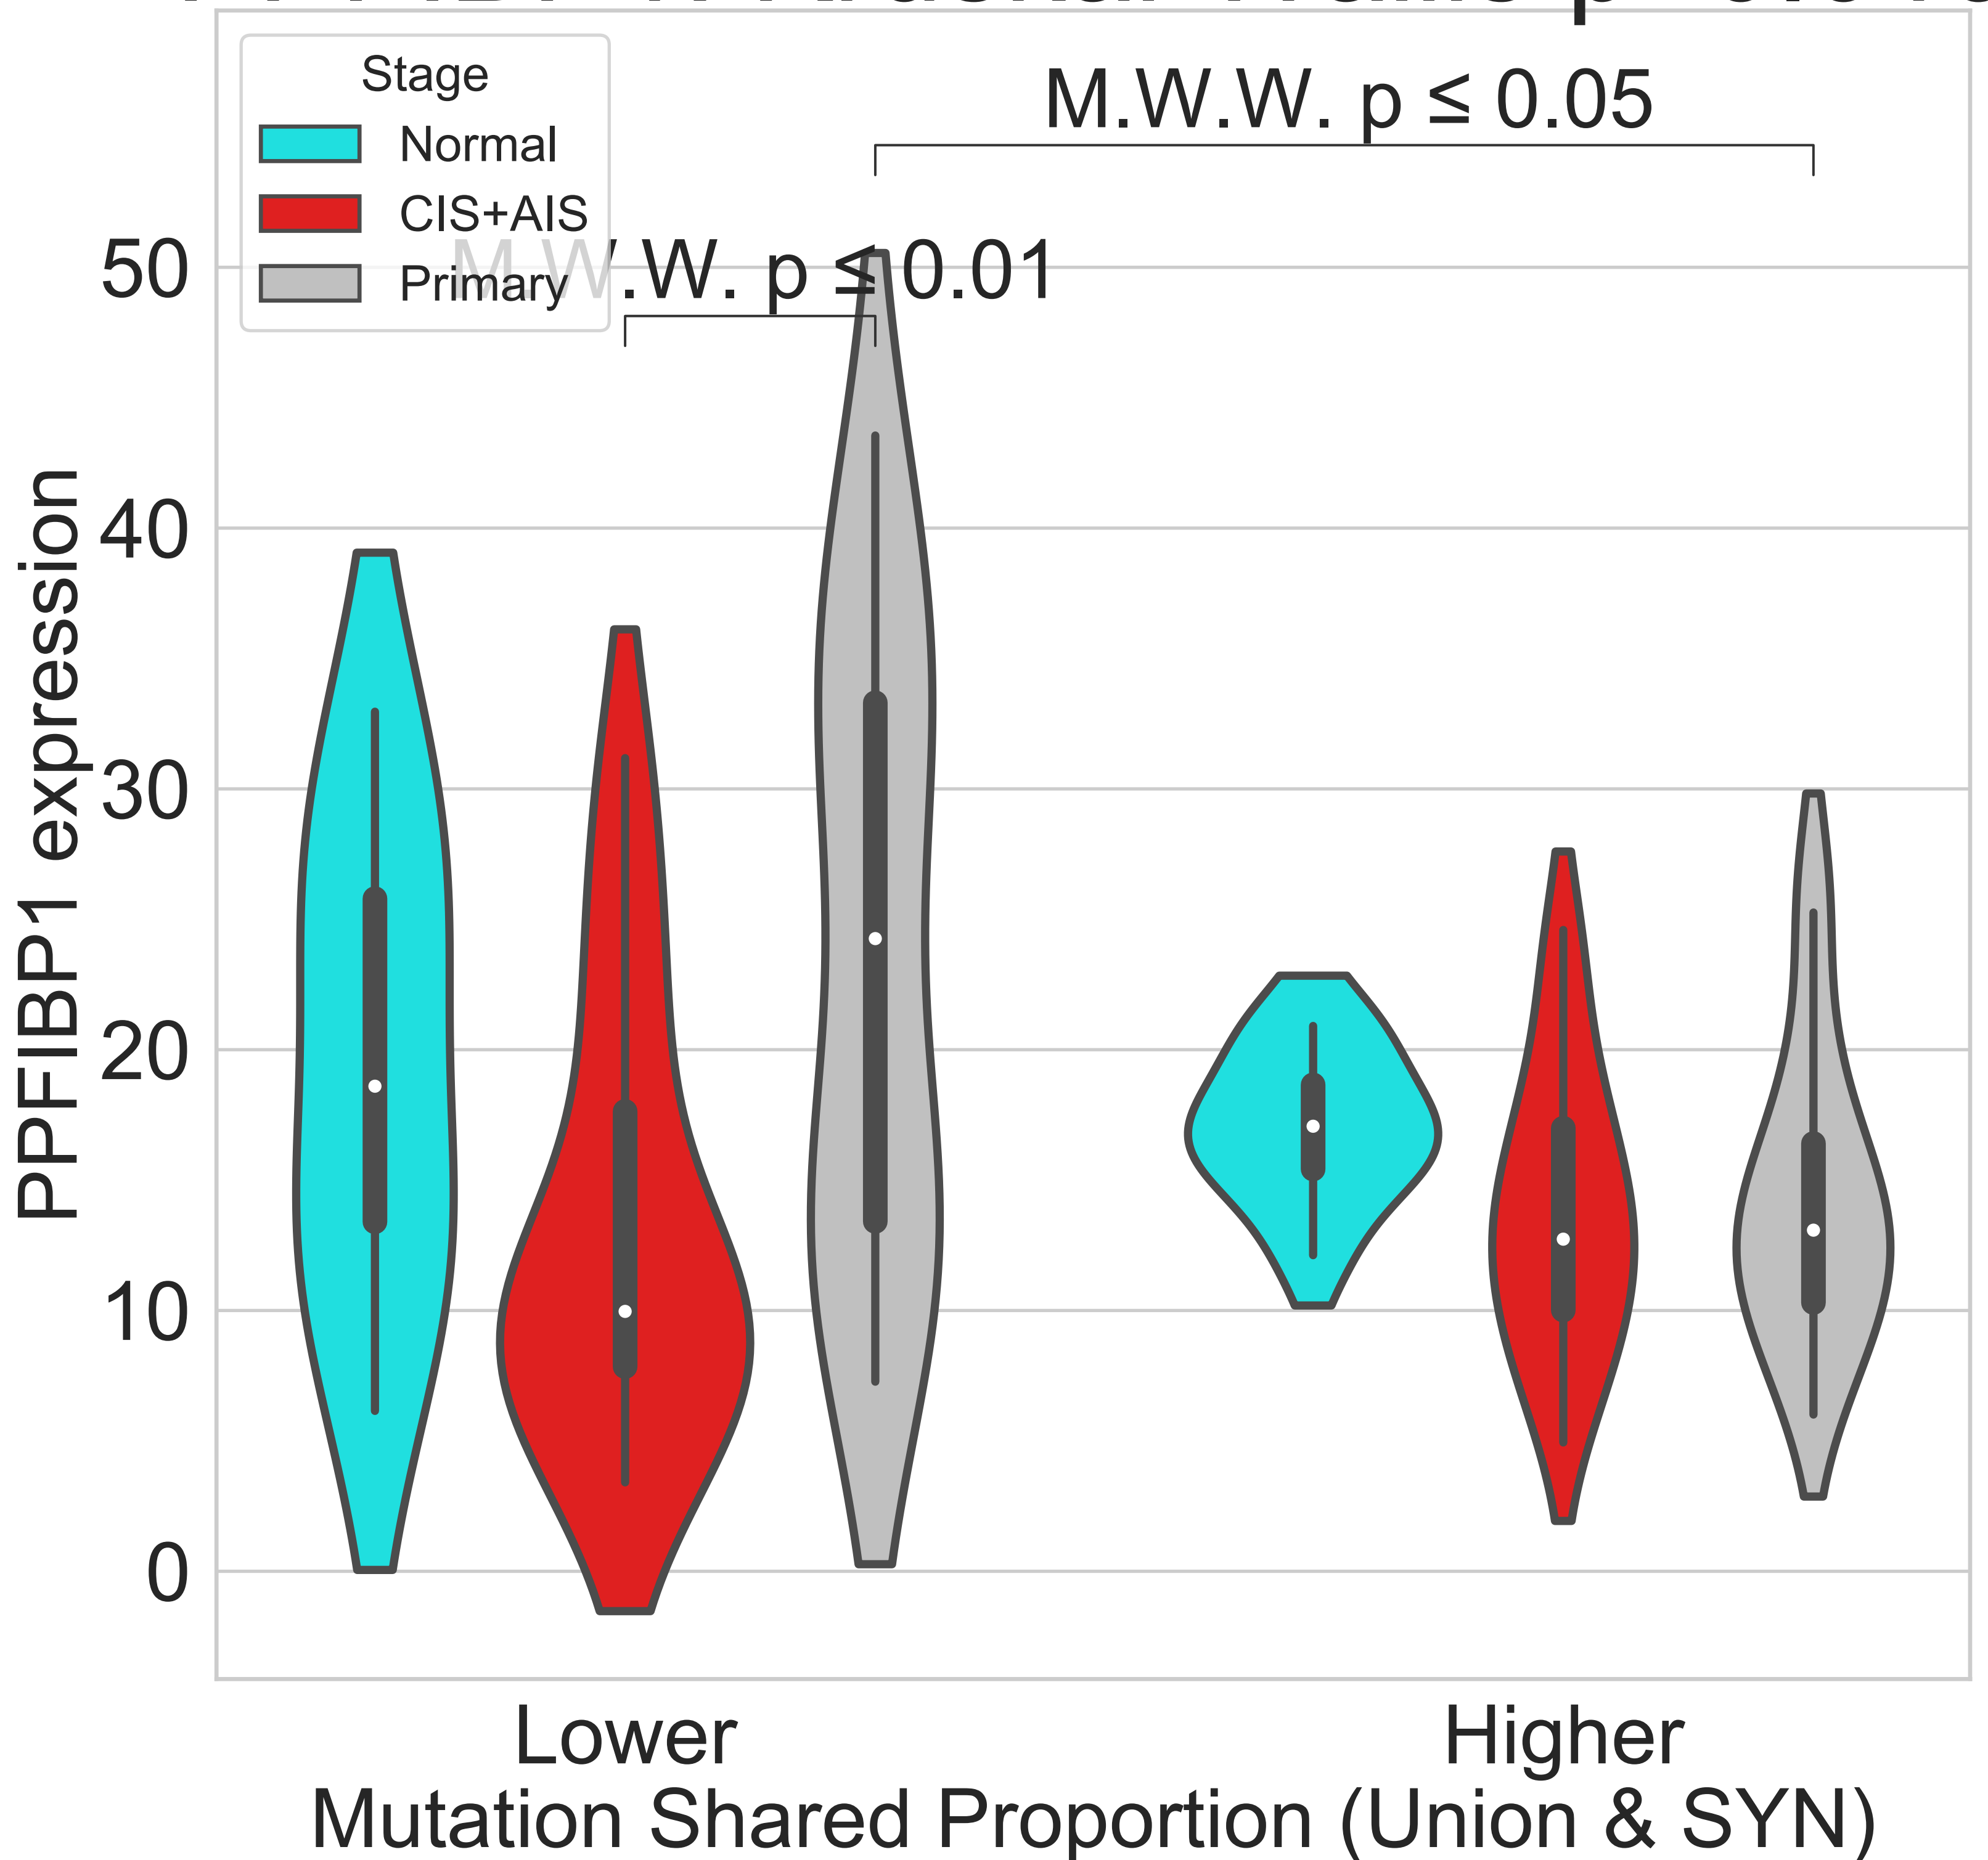 M.W.W. p ≤ 0.05
Stage
Normal
CIS+AIS
Primary
M.W.W. p ≤ 0.01
50
40
30
20
10
0
PPFIBP1 expression
Lower
Higher
Mutation Shared Proportion (Union & SYN)